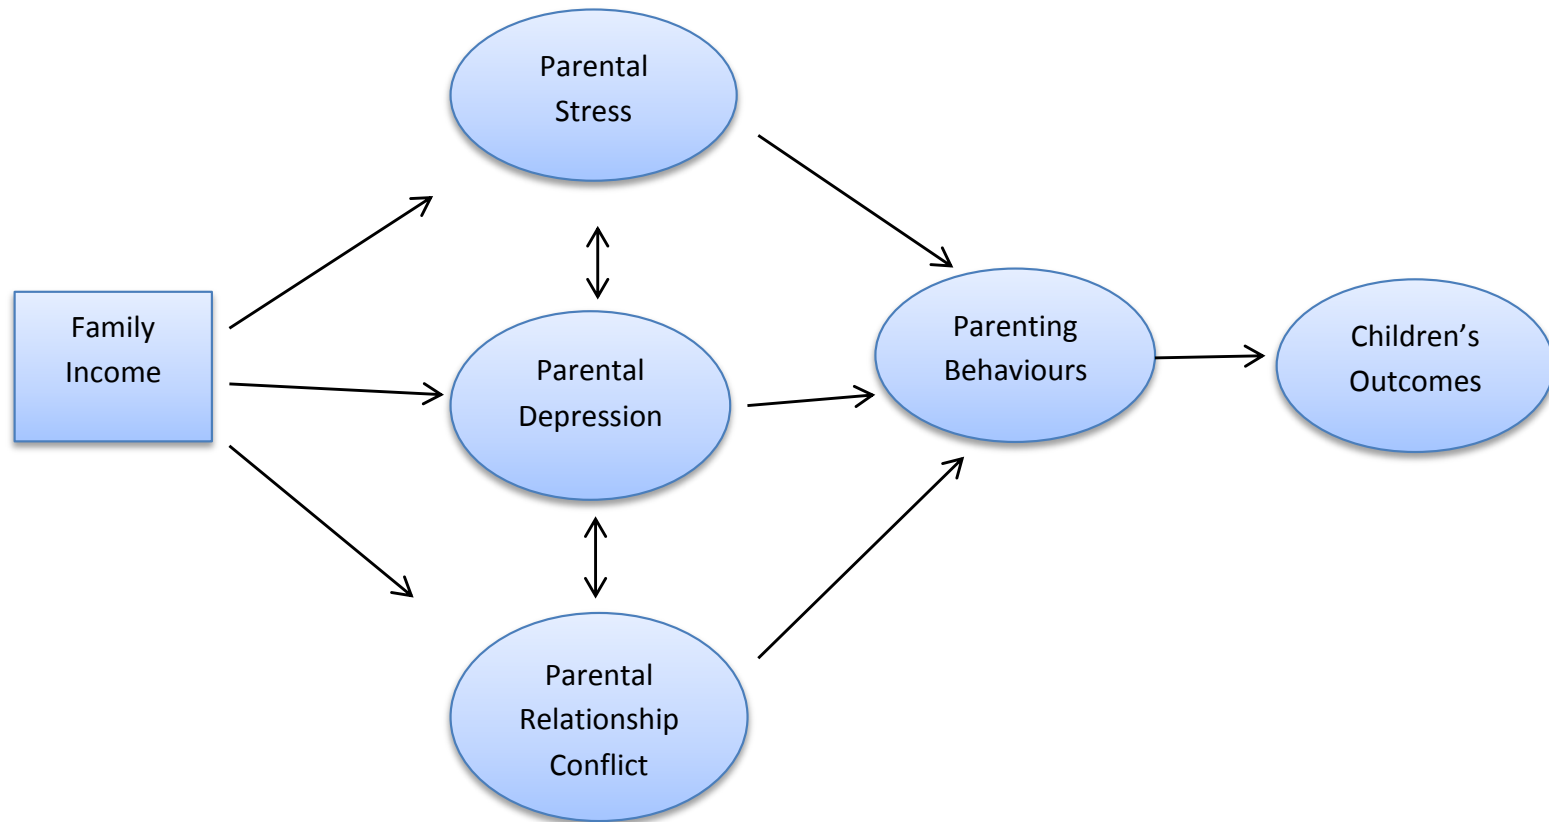 Parental
Stress
Family
Income
Parental
Depression
Parental
Relationship
Conflict
Parenting
Behaviours
Children’s
Outcomes